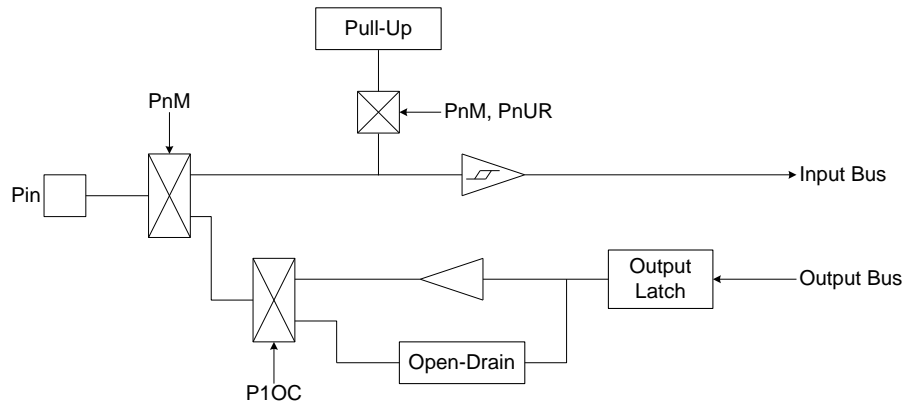 Pull-Up
PnM
PnM, PnUR
Pin
Input Bus
Output
Latch
Output Bus
Open-Drain
P1OC